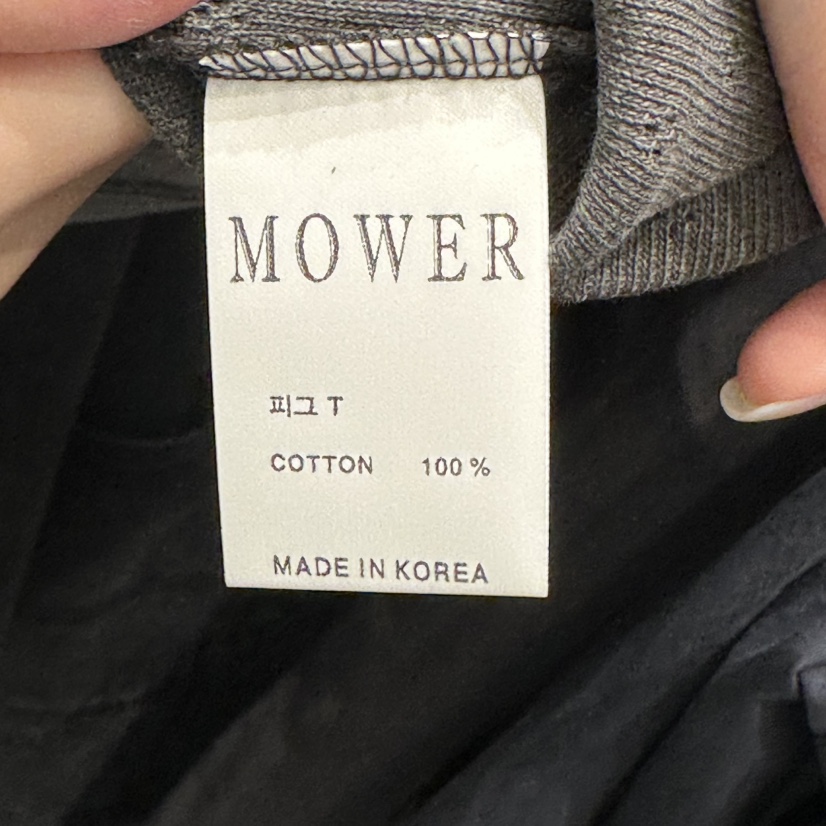 MOWER
피그 T
COTTON 100 %
MADE IN KOREA